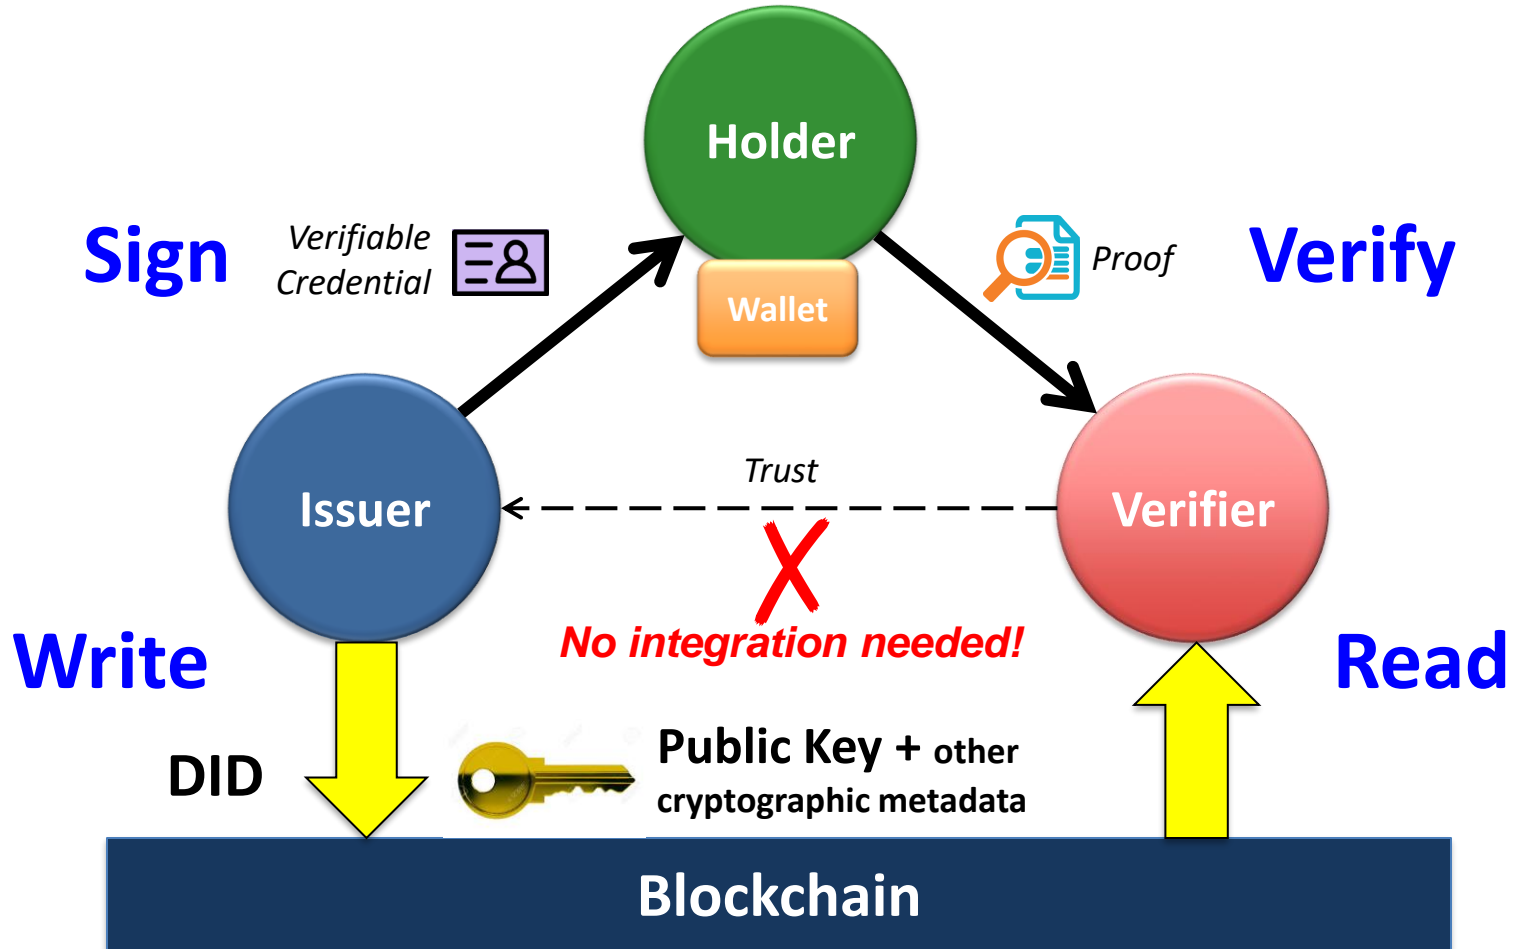 Holder
Sign
Verifiable
Credential
Wallet
Proof
Verify
Trust
Issuer
Verifier
No integration needed!
Write
Read
DID
Public Key + other
cryptographic metadata
Blockchain